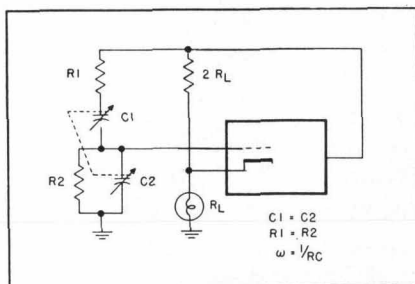 R1
2 RL
C1
R2
C2
RL
C1 = C2
R1 = R2
ω = 1/RC